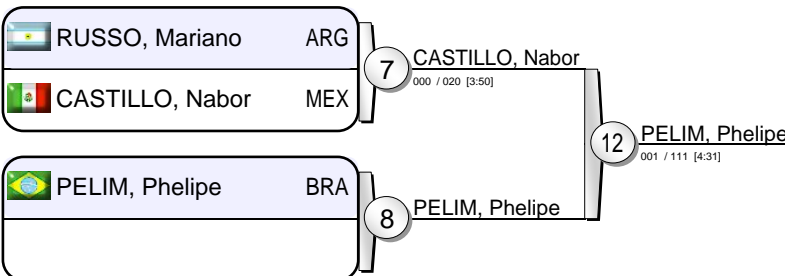 RUSSO, Mariano ARG
CASTILLO, Nabor MEX
7
CASTILLO, Nabor
000 / 020 [3:50]
12
PELIM, Phelipe
001 / 111 [4:31]
PELIM, Phelipe BRA
8
PELIM, Phelipe